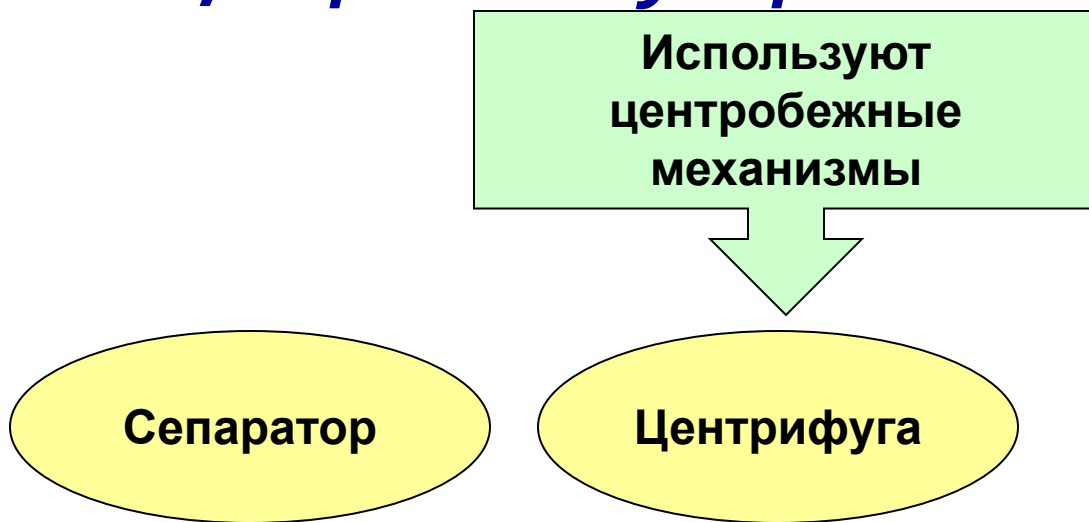 Используют
центробежные
механизмы
Сепаратор
Центрифуга